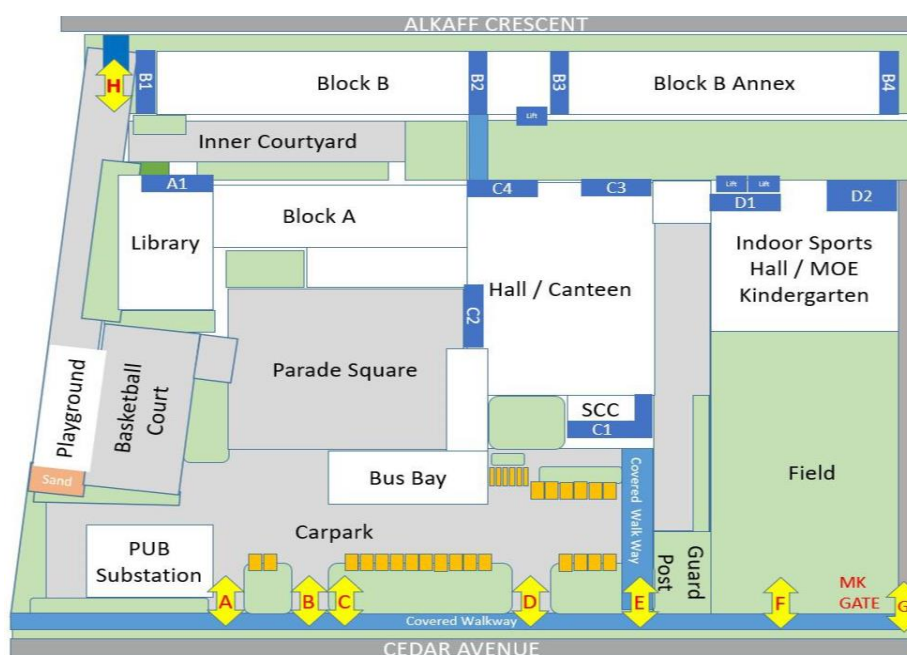 ALKAFF CRESCENT
H
B1
Block B
B2
B3
Block B Annex
B4
Lift
Inner Courtyard
A1
C4
C3
Lift
Lift
D1
D2
Block A
Library
Indoor Sports
Hall / MOE
Kindergarten
Hall / Canteen
C2
Playground
Basketball
Court
Parade Square
SCC
C1
Sand
Bus Bay
Covered Walk Way
Field
Carpark
PUB
Substation
Guard
Post
MK
GATE
A
B
C
D
E
F
G
Covered Walkway
CEDAR AVENUE